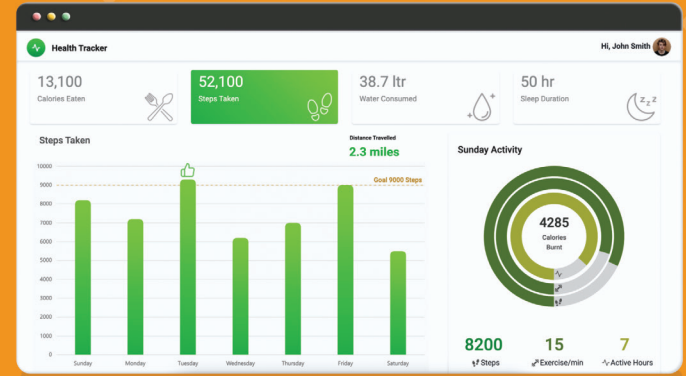 Health Tracker
Hi, John Smith
13,100
Calories Eaten
52,100
Steps Taken
38.7 ltr
Water Consumed
50 hr
Sleep Duration
z z z
Steps Taken
Distance Travelled
2.3 miles
10000
9000
8000
7000
6000
5000
4000
3000
2000
1000
0
Goal 9000 Steps
Sunday Monday Tuesday Wednesday Thursday Friday Saturday
Sunday Activity
4285
Calories
Burnt
8200
Steps
15
Exercise/min
7
Active Hours